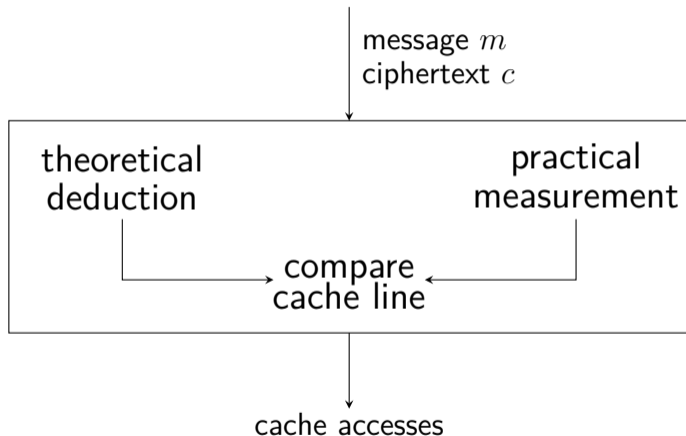 message m
ciphertext c
theoretical
deduction
practical
measurement
compare
cache line
cache accesses